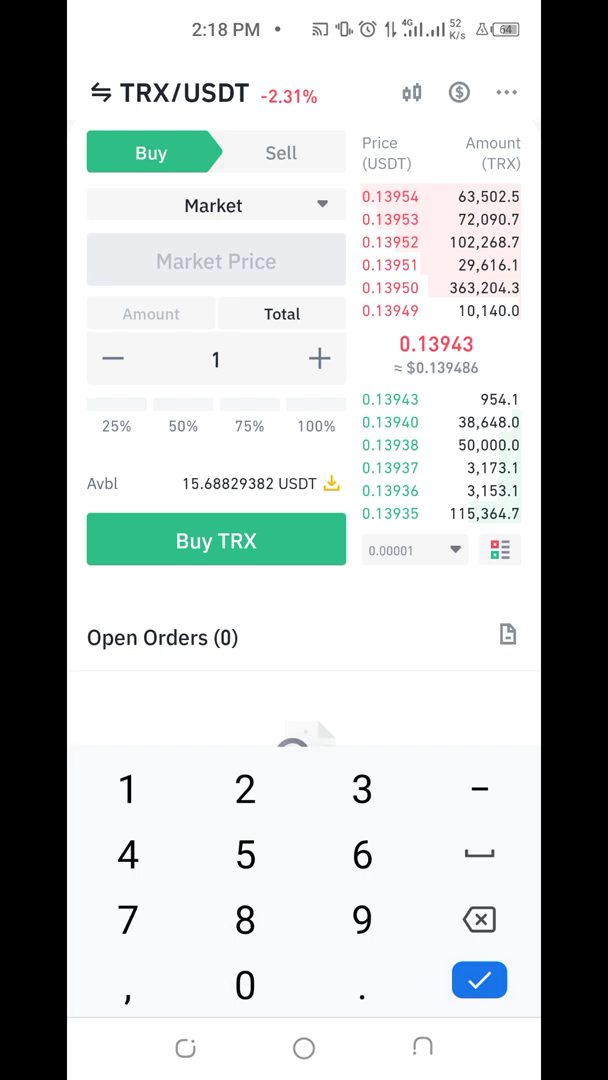 2:18 PM • 4G 52 K/s 64
TRX/USDT -2.31%
Buy Sell
Market
Market Price
Amount Total
1
25% 50% 75% 100%
Avbl 15.68829382 USDT
Buy TRX
Price (USDT) Amount (TRX)
0.13954 63,502.5
0.13953 72,090.7
0.13952 102,268.7
0.13951 29,616.1
0.13950 363,204.3
0.13949 10,140.0
0.13943
≈ $0.139486
0.13943 954.1
0.13940 38,648.0
0.13938 50,000.0
0.13937 3,173.1
0.13936 3,153.1
0.13935 115,364.7
0.00001
Open Orders (0)
1 2 3 -
4 5 6
7 8 9
, 0 .